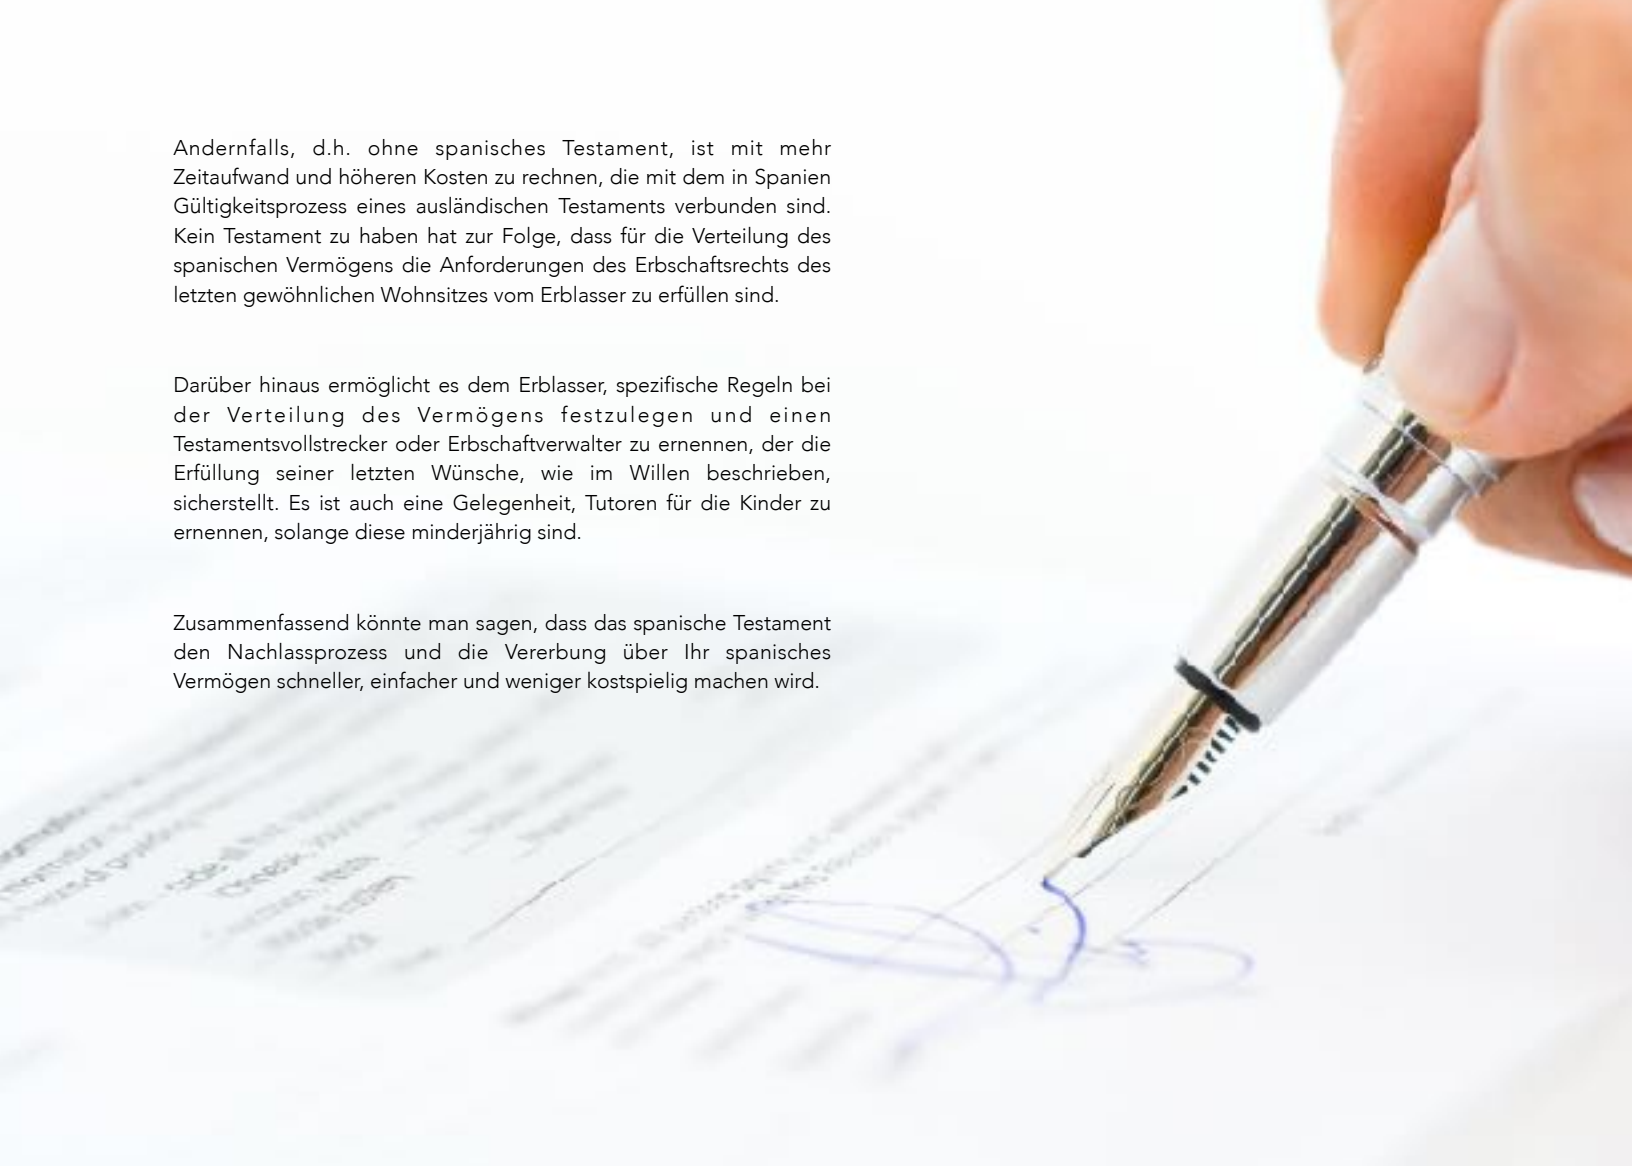 Andernfalls, d.h. ohne spanisches Testament, ist mit mehr
Zeitaufwand und höheren Kosten zu rechnen, die mit dem in Spanien
Gültigkeitsprozess eines ausländischen Testaments verbunden sind.
Kein Testament zu haben hat zur Folge, dass für die Verteilung des
spanischen Vermögens die Anforderungen des Erbschaftsrechts des
letzten gewöhnlichen Wohnsitzes vom Erblasser zu erfüllen sind.
Darüber hinaus ermöglicht es dem Erblasser, spezifische Regeln bei
der Verteilung des Vermögens festzulegen und einen
Testamentsvollstrecker oder Erbschaftverwalter zu ernennen, der die
Erfüllung seiner letzten Wünsche, wie im Willen beschrieben,
sicherstellt. Es ist auch eine Gelegenheit, Tutoren für die Kinder zu
ernennen, solange diese minderjährig sind.
Zusammenfassend könnte man sagen, dass das spanische Testament
den Nachlassprozess und die Vererbung über Ihr spanisches
Vermögen schneller, einfacher und weniger kostspielig machen wird.